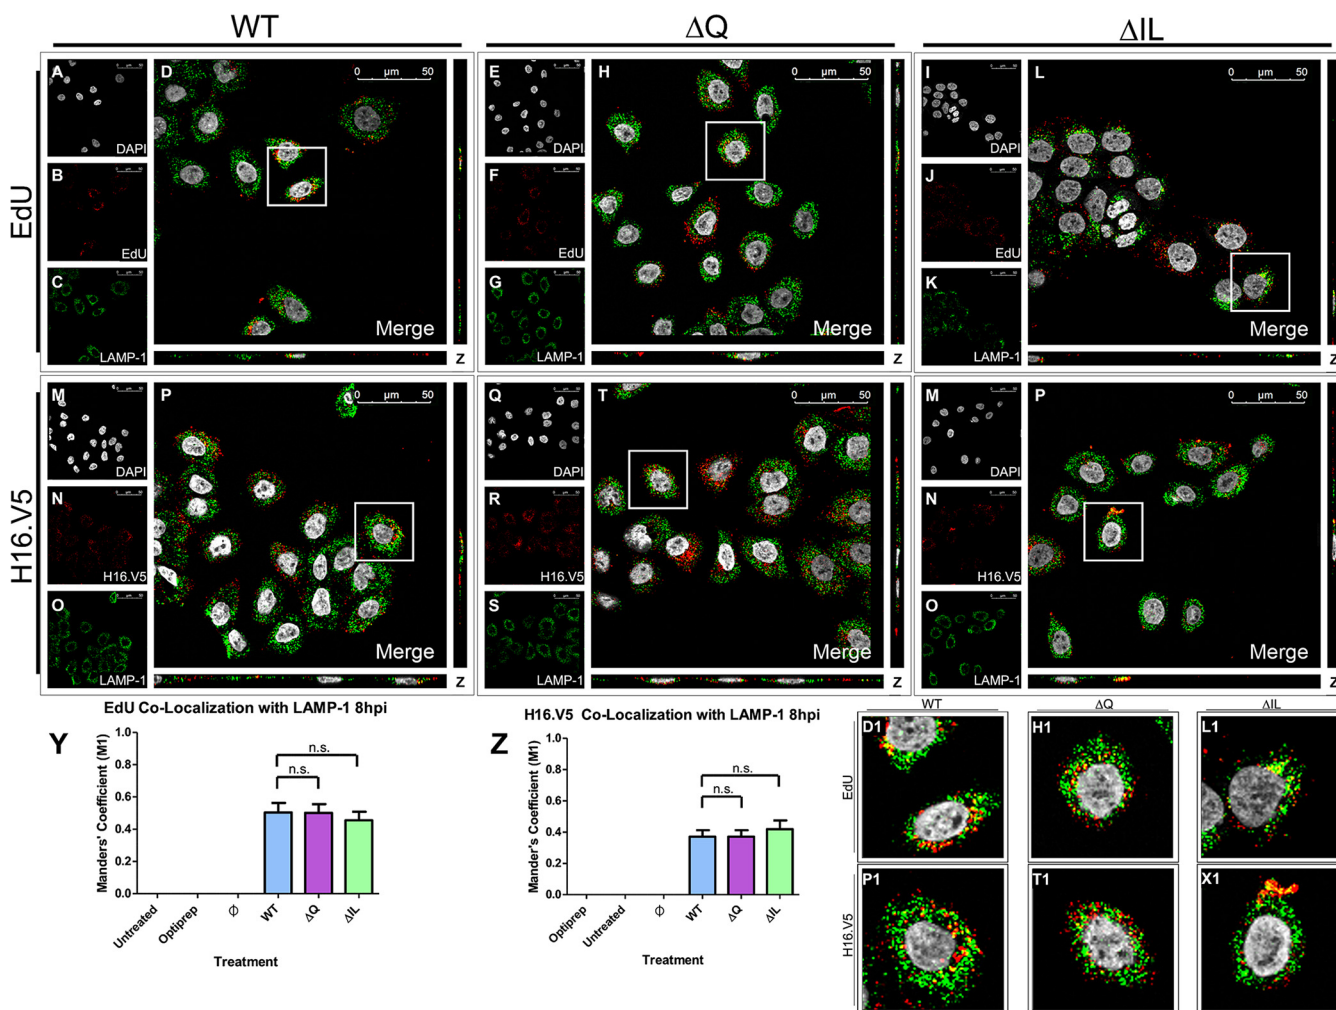 WT
ΔQ
ΔIL
EdU
A
DAPI
B
EdU
C
LAMP-1
D
0 µm 50
Merge
Z
E
DAPI
F
EdU
G
LAMP-1
H
0 µm 50
Merge
Z
I
DAPI
J
EdU
K
LAMP-1
L
0 µm 50
Merge
Z
H16.V5
M
DAPI
N
H16.V5
O
LAMP-1
P
0 µm 50
Merge
Z
Q
DAPI
R
H16.V5
S
LAMP-1
T
0 µm 50
Merge
Z
M
DAPI
N
H16.V5
O
LAMP-1
P
0 µm 50
Merge
Z
Y
EdU Co-Localization with LAMP-1 8hpi
Manders' Coefficient (M1)
1.0
0.8
0.6
0.4
0.2
0.0
n.s.
n.s.
Untreated
Optiprep
∅
WT
ΔQ
ΔIL
Treatment
Z
H16.V5 Co-Localization with LAMP-1 8hpi
Mander's Coefficient (M1)
1.0
0.8
0.6
0.4
0.2
0.0
n.s.
n.s.
Optiprep
Untreated
∅
WT
ΔQ
ΔIL
Treatment
WT
ΔQ
ΔIL
EdU
D1
H1
L1
H16.V5
P1
T1
X1